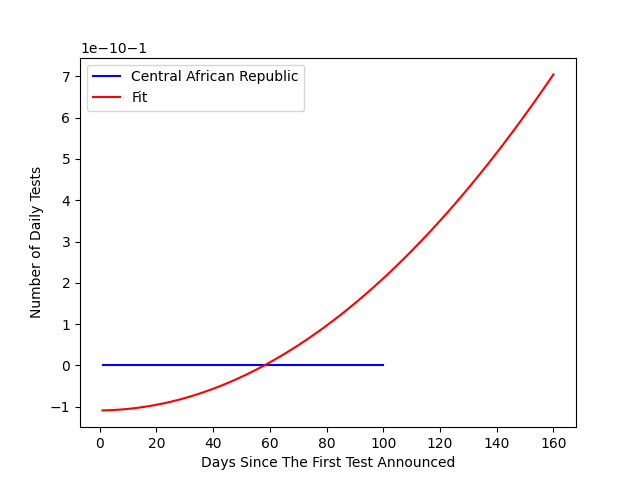 1e−10−1
7
6
5
4
3
2
1
0
−1
Number of Daily Tests
Central African Republic
Fit
0 20 40 60 80 100 120 140 160
Days Since The First Test Announced